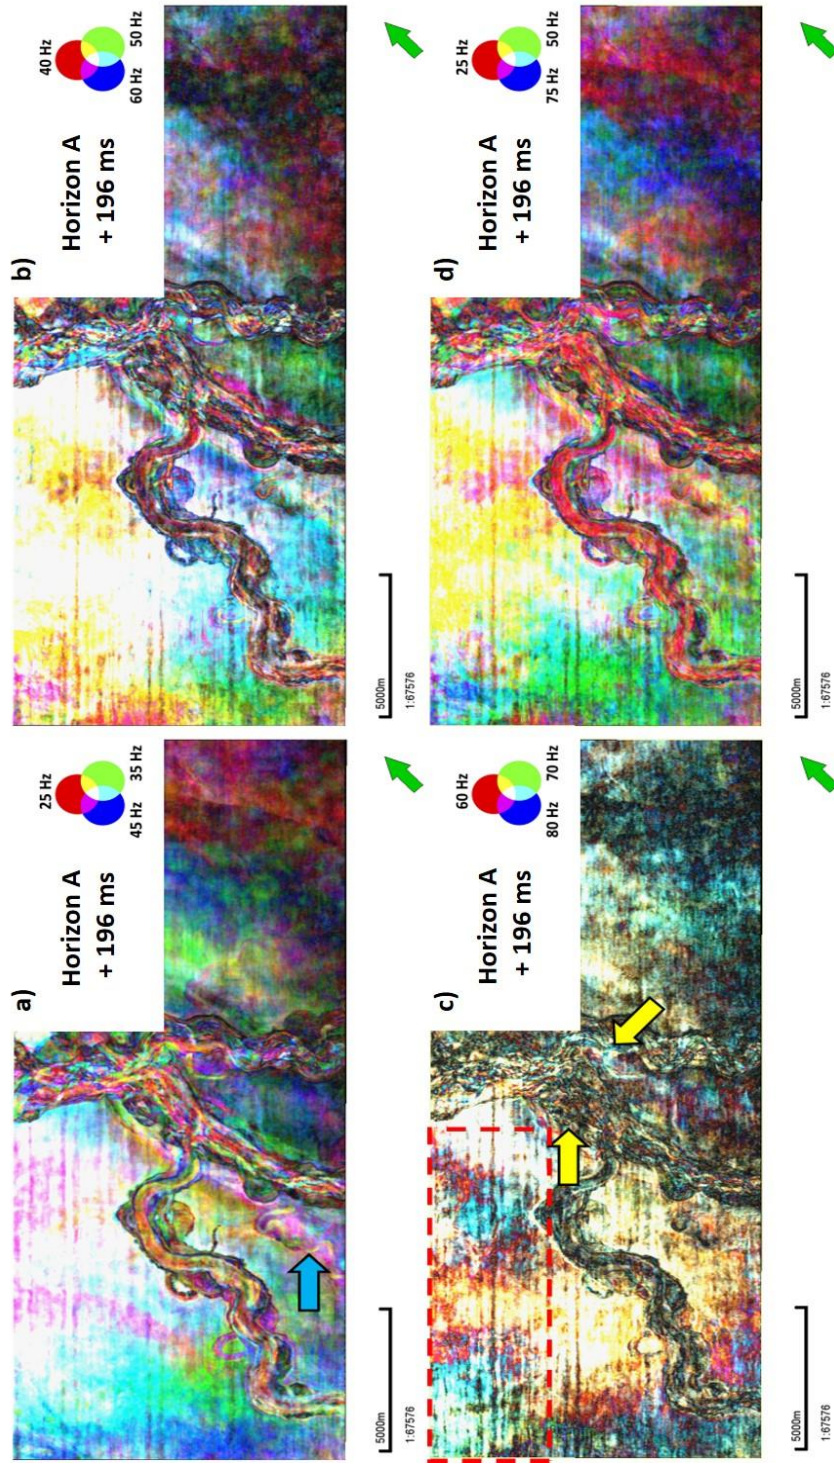 a)
Horizon A
+ 196 ms
25 Hz
45 Hz
35 Hz
5000m
1:67576
b)
Horizon A
+ 196 ms
40 Hz
60 Hz
50 Hz
5000m
1:67576
c)
Horizon A
+ 196 ms
60 Hz
80 Hz
70 Hz
5000m
1:67576
d)
Horizon A
+ 196 ms
25 Hz
75 Hz
50 Hz
5000m
1:67576